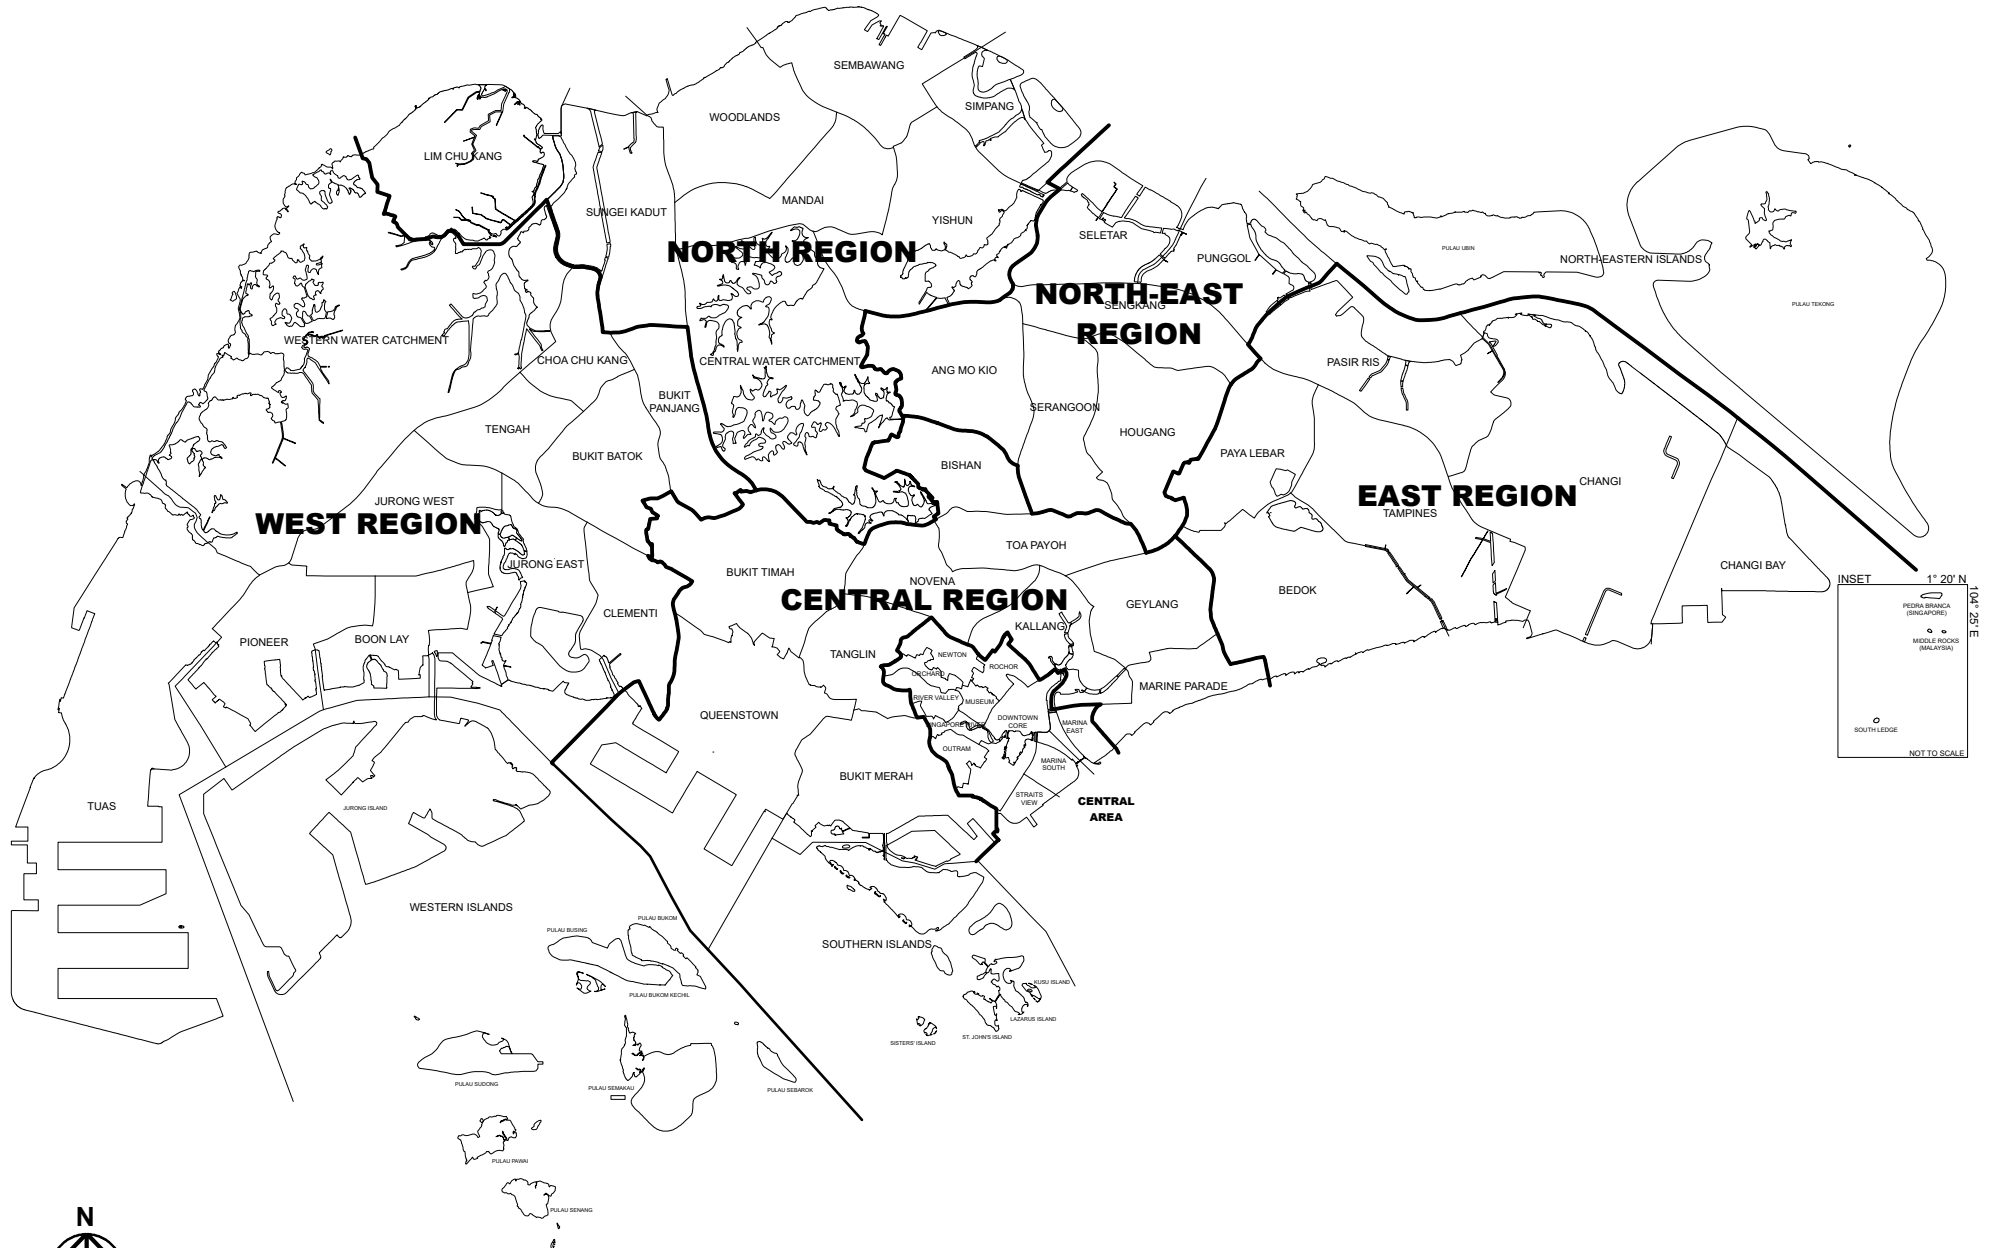 SEMBAWANG
SIMPANG
WOODLANDS
LIM CHU KANG
MANDAI
SUNGEI KADUT
YISHUN
SELETAR
NORTH REGION
PUNGGOL
PULAU UBIN
NORTH-EASTERN ISLANDS
PULAU TEKONG
NORTH-EAST
REGION
SENGKANG
WESTERN WATER CATCHMENT
CHOA CHU KANG
CENTRAL WATER CATCHMENT
ANG MO KIO
PASIR RIS
BUKIT
PANJANG
SERANGOON
HOUGANG
TENGAH
BUKIT BATOK
BISHAN
PAYA LEBAR
CHANGI
EAST REGION
TAMPINES
JURONG WEST
WEST REGION
TOA PAYOH
JURONG EAST
BUKIT TIMAH
NOVENA
CHANGI BAY
BEDOK
CENTRAL REGION
GEYLANG
CLEMENTI
KALLANG
PIONEER
BOON LAY
TANGLIN
NEWTON
ROCHOR
ORCHARD
MARINE PARADE
RIVER VALLEY
MUSEUM
QUEENSTOWN
SINGAPORE RIVER
DOWNTOWN
CORE
MARINA
EAST
OUTRAM
MARINA
SOUTH
BUKIT MERAH
STRAITS
VIEW
CENTRAL
AREA
TUAS
JURONG ISLAND
WESTERN ISLANDS
PULAU BUKOM
PULAU BUSING
SOUTHERN ISLANDS
PULAU BUKOM KECHIL
KUSU ISLAND
LAZARUS ISLAND
ST. JOHN'S ISLAND
SISTERS' ISLAND
PULAU SUDONG
PULAU SEMAKAU
PULAU SEBAROK
PULAU PAWAI
PULAU SENANG
INSET
1° 20' N
104° 25' E
PEDRA BRANCA
(SINGAPORE)
MIDDLE ROCKS
(MALAYSIA)
SOUTH LEDGE
NOT TO SCALE
N